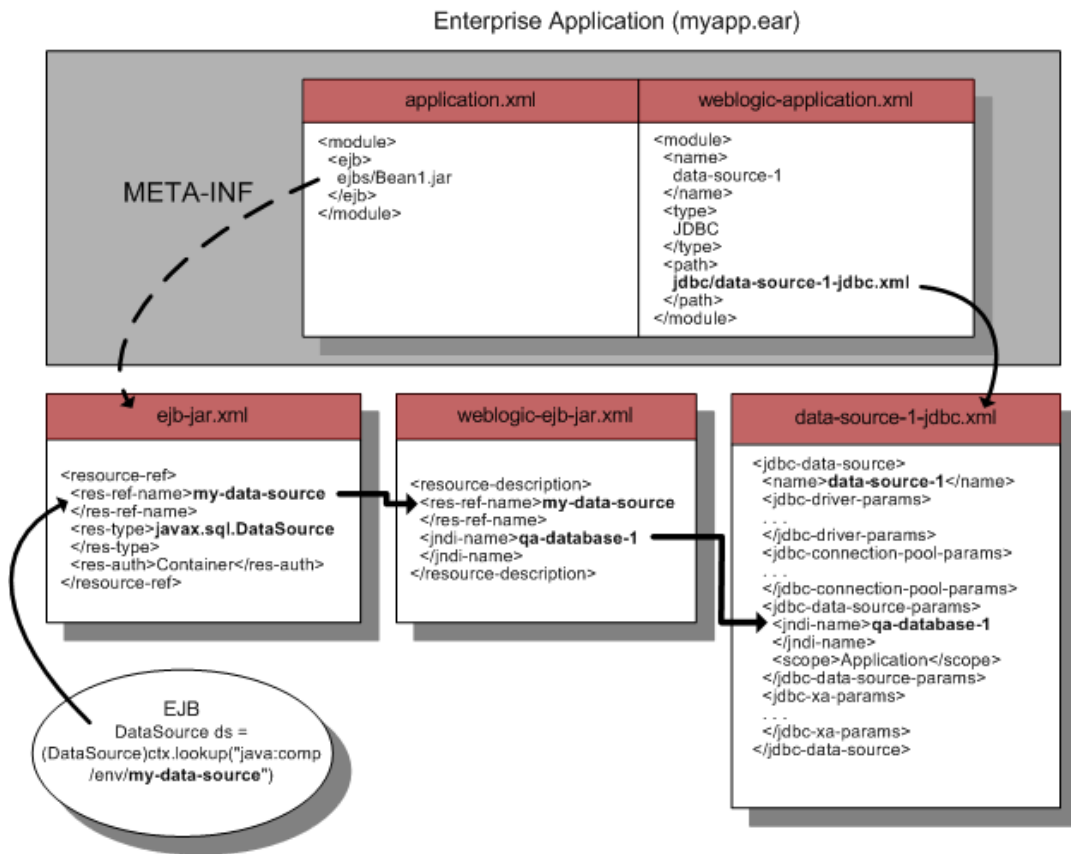 Enterprise Application (myapp.ear)
META-INF
application.xml
<module>
<ejb>
ejbs/Bean1.jar
</ejb>
</module>
weblogic-application.xml
<module>
<name>
data-source-1
</name>
<type>
JDBC
</type>
<path>
jdbc/data-source-1-jdbc.xml
</path>
</module>
ejb-jar.xml
<resource-ref>
<res-ref-name>my-data-source
</res-ref-name>
<res-type>javax.sql.DataSource
</res-type>
<res-auth>Container</res-auth>
</resource-ref>
weblogic-ejb-jar.xml
<resource-description>
<res-ref-name>my-data-source
</res-ref-name>
<jndi-name>qa-database-1
</jndi-name>
</resource-description>
data-source-1-jdbc.xml
<jdbc-data-source>
<name>data-source-1</name>
<jdbc-driver-params>
. . .
</jdbc-driver-params>
<jdbc-connection-pool-params>
. . .
</jdbc-connection-pool-params>
<jdbc-data-source-params>
<jndi-name>qa-database-1
</jndi-name>
<scope>Application</scope>
</jdbc-data-source-params>
<jdbc-xa-params>
. . .
</jdbc-xa-params>
</jdbc-data-source>
EJB
DataSource ds =
(DataSource)ctx.lookup("java:comp
/env/my-data-source")